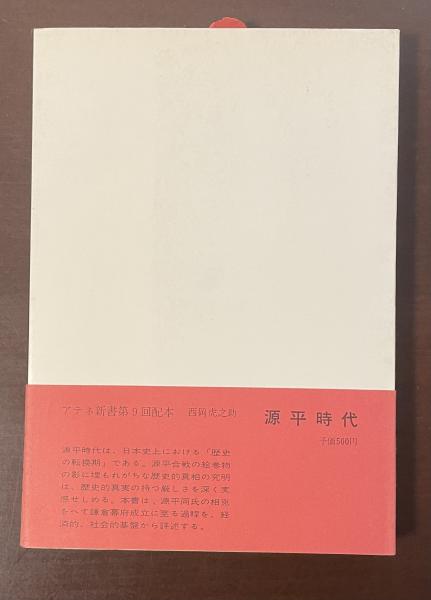 アテネ新書第9回配本 西岡虎之助 源平時代
予価500円
源平時代は、日本史上における「歴史
の転換期」である。源平合戦の絵巻物
の影に埋もれがちな歴史的真相の究明
は、歴史的真実の持つ厳しさを深く実
感せしめる。本書は、源平両氏の相剋
をへて鎌倉幕府成立に至る過程を、経
済的、社会的基盤から詳述する。